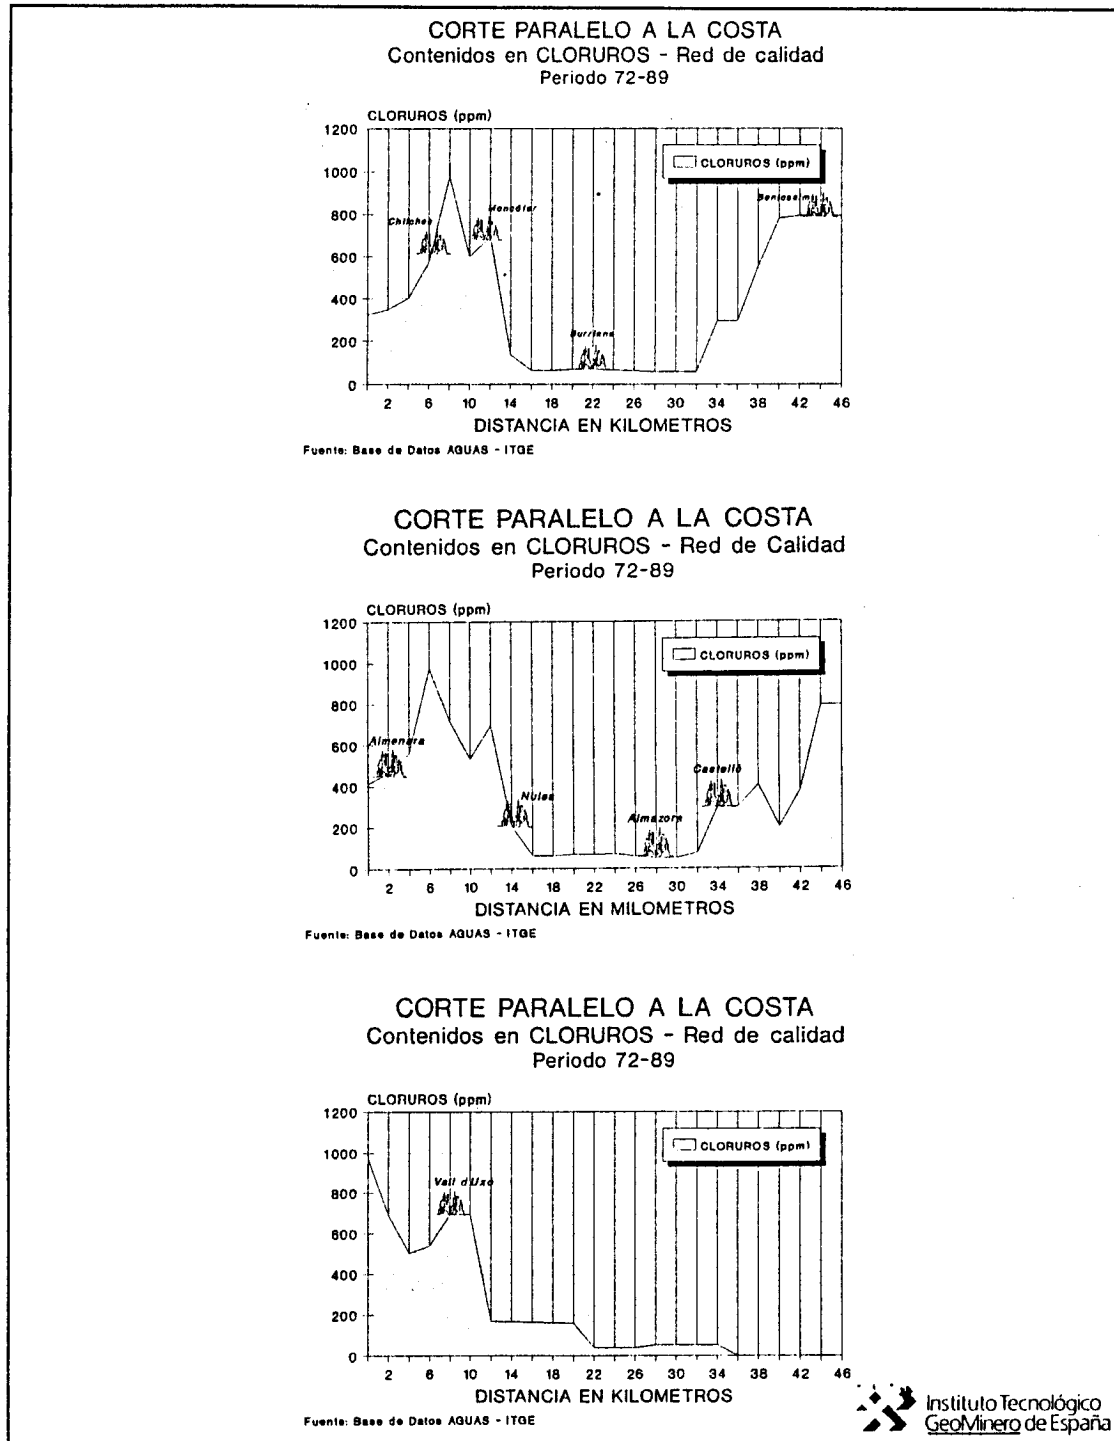 CORTE PARALELO A LA COSTA
Contenidos en CLORUROS - Red de calidad
Periodo 72-89
CLORUROS (ppm)
1200
1000
800
600
400
200
0
CLORUROS (ppm)
Chilches
Moncófar
Burriana
Benicasim
2 6 10 14 18 22 26 30 34 38 42 46
DISTANCIA EN KILOMETROS
Fuente: Base de Datos AGUAS - ITGE
CORTE PARALELO A LA COSTA
Contenidos en CLORUROS - Red de Calidad
Periodo 72-89
CLORUROS (ppm)
1200
1000
800
600
400
200
0
CLORUROS (ppm)
Almenara
Nules
Almazora
Castelló
2 6 10 14 18 22 26 30 34 38 42 46
DISTANCIA EN MILOMETROS
Fuente: Base de Datos AGUAS - ITGE
CORTE PARALELO A LA COSTA
Contenidos en CLORUROS - Red de calidad
Periodo 72-89
CLORUROS (ppm)
1200
1000
800
600
400
200
0
CLORUROS (ppm)
Vall d'Uxó
2 6 10 14 18 22 26 30 34 38 42 46
DISTANCIA EN KILOMETROS
Fuente: Base de Datos AGUAS - ITGE
Instituto Tecnológico
GeoMinero de España